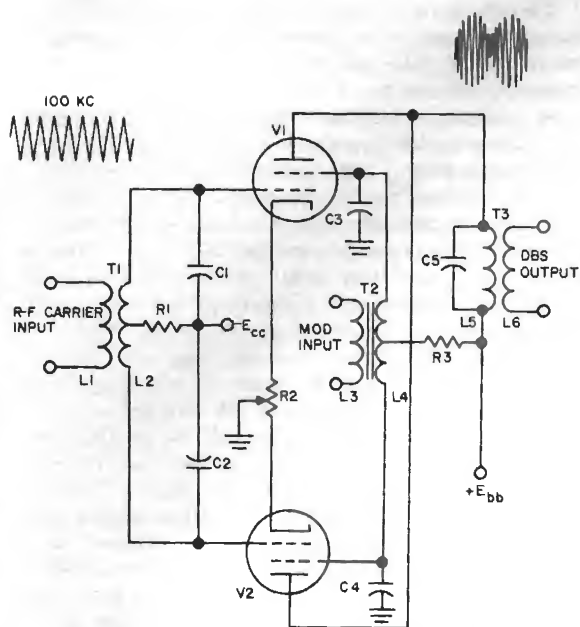 100 KC
V1
C3
T3
C5
DBS
OUTPUT
L5
L6
T1
C1
R-F CARRIER
INPUT
R1
-Ecc
L1
L2
T2
MOD
INPUT
R3
L3
L4
R2
C2
+Ebb
V2
C4